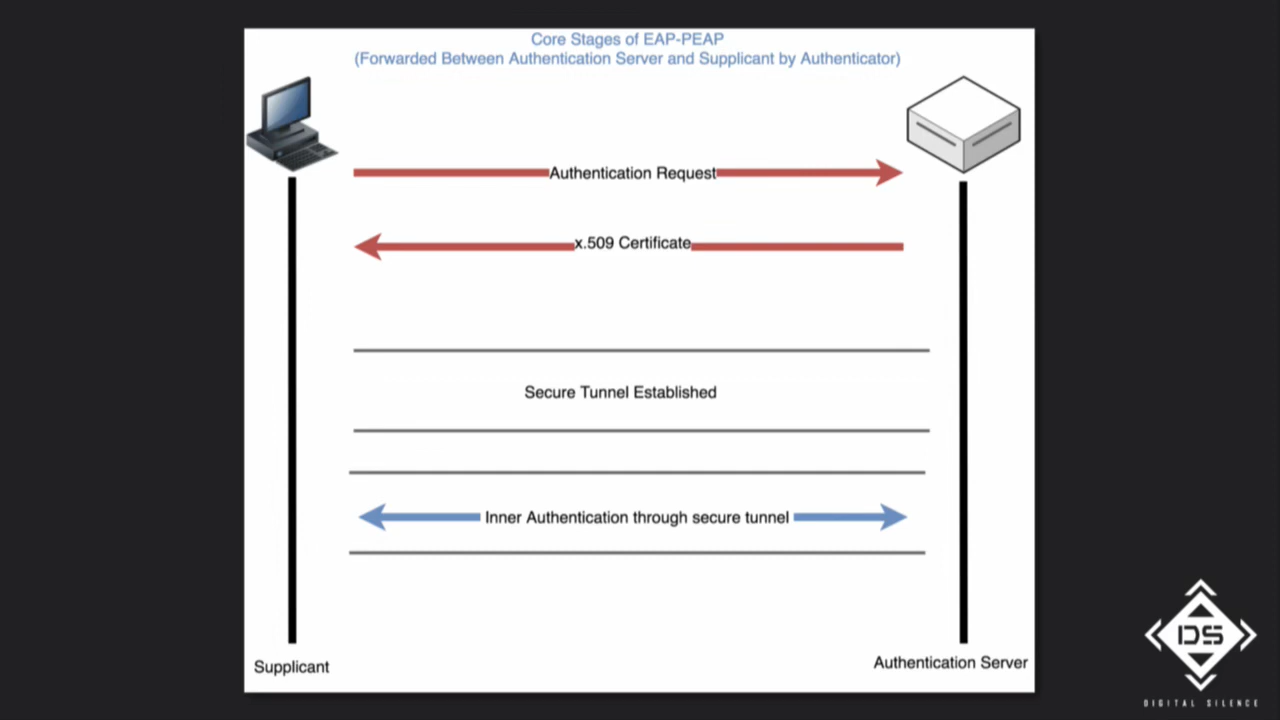 Core Stages of EAP-PEAP
(Forwarded Between Authentication Server and Supplicant by Authenticator)
Authentication Request
x.509 Certificate
Secure Tunnel Established
Inner Authentication through secure tunnel
Supplicant
Authentication Server
DS
DIGITAL SILENCE